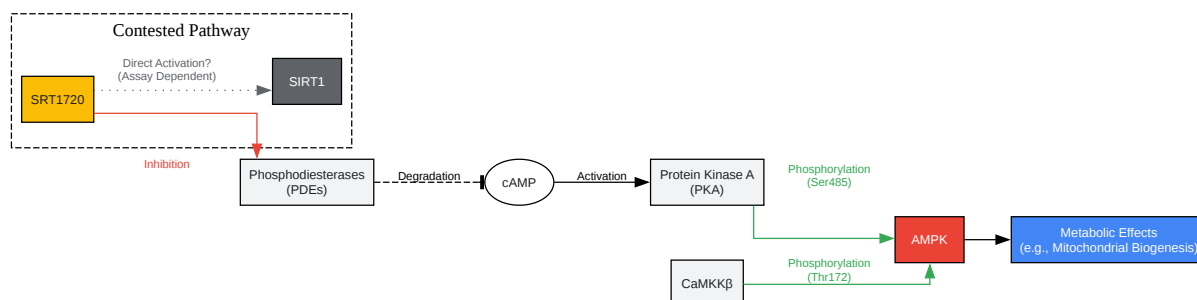 Contested Pathway
Direct Activation?
(Assay Dependent)
SRT1720
SIRT1
Inhibition
Phosphodiesterases
(PDEs)
Degradation
cAMP
Activation
Protein Kinase A
(PKA)
Phosphorylation
(Ser485)
AMPK
Metabolic Effects
(e.g., Mitochondrial Biogenesis)
CaMKKβ
Phosphorylation
(Thr172)